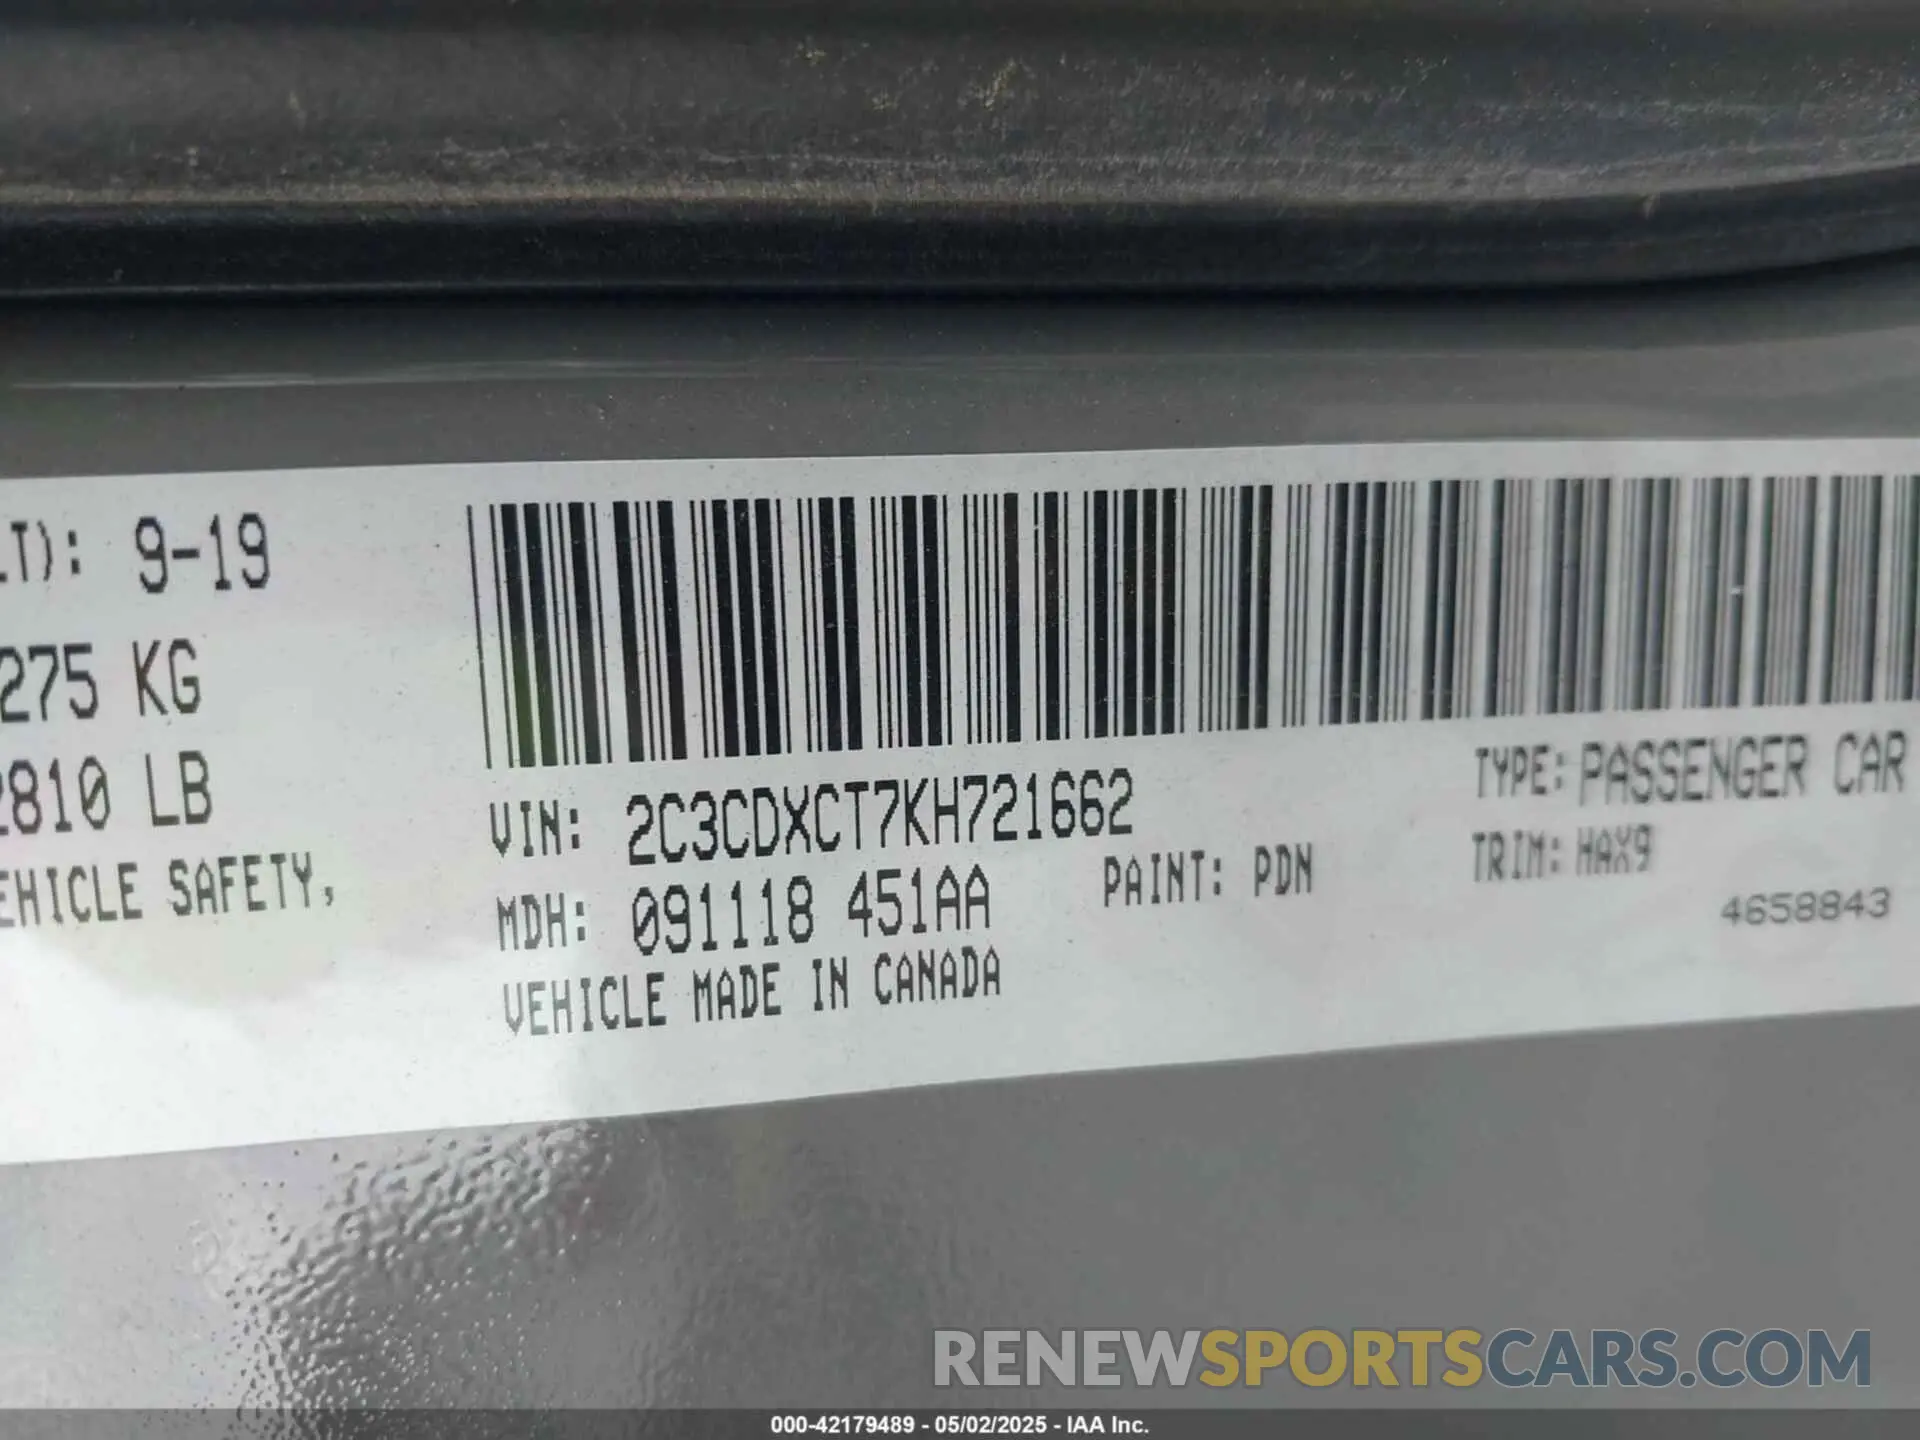 LT): 9-19
275 KG
2810 LB
EHICLE SAFETY,
VIN: 2C3CDXCT7KH721662
TYPE: PASSENGER CAR
MDH: 091118 451AA
PAINT: PDN
TRIM: HAX9
4658843
VEHICLE MADE IN CANADA
RENEWSPORTSCARS.COM
000-42179489 - 05/02/2025 - IAA Inc.